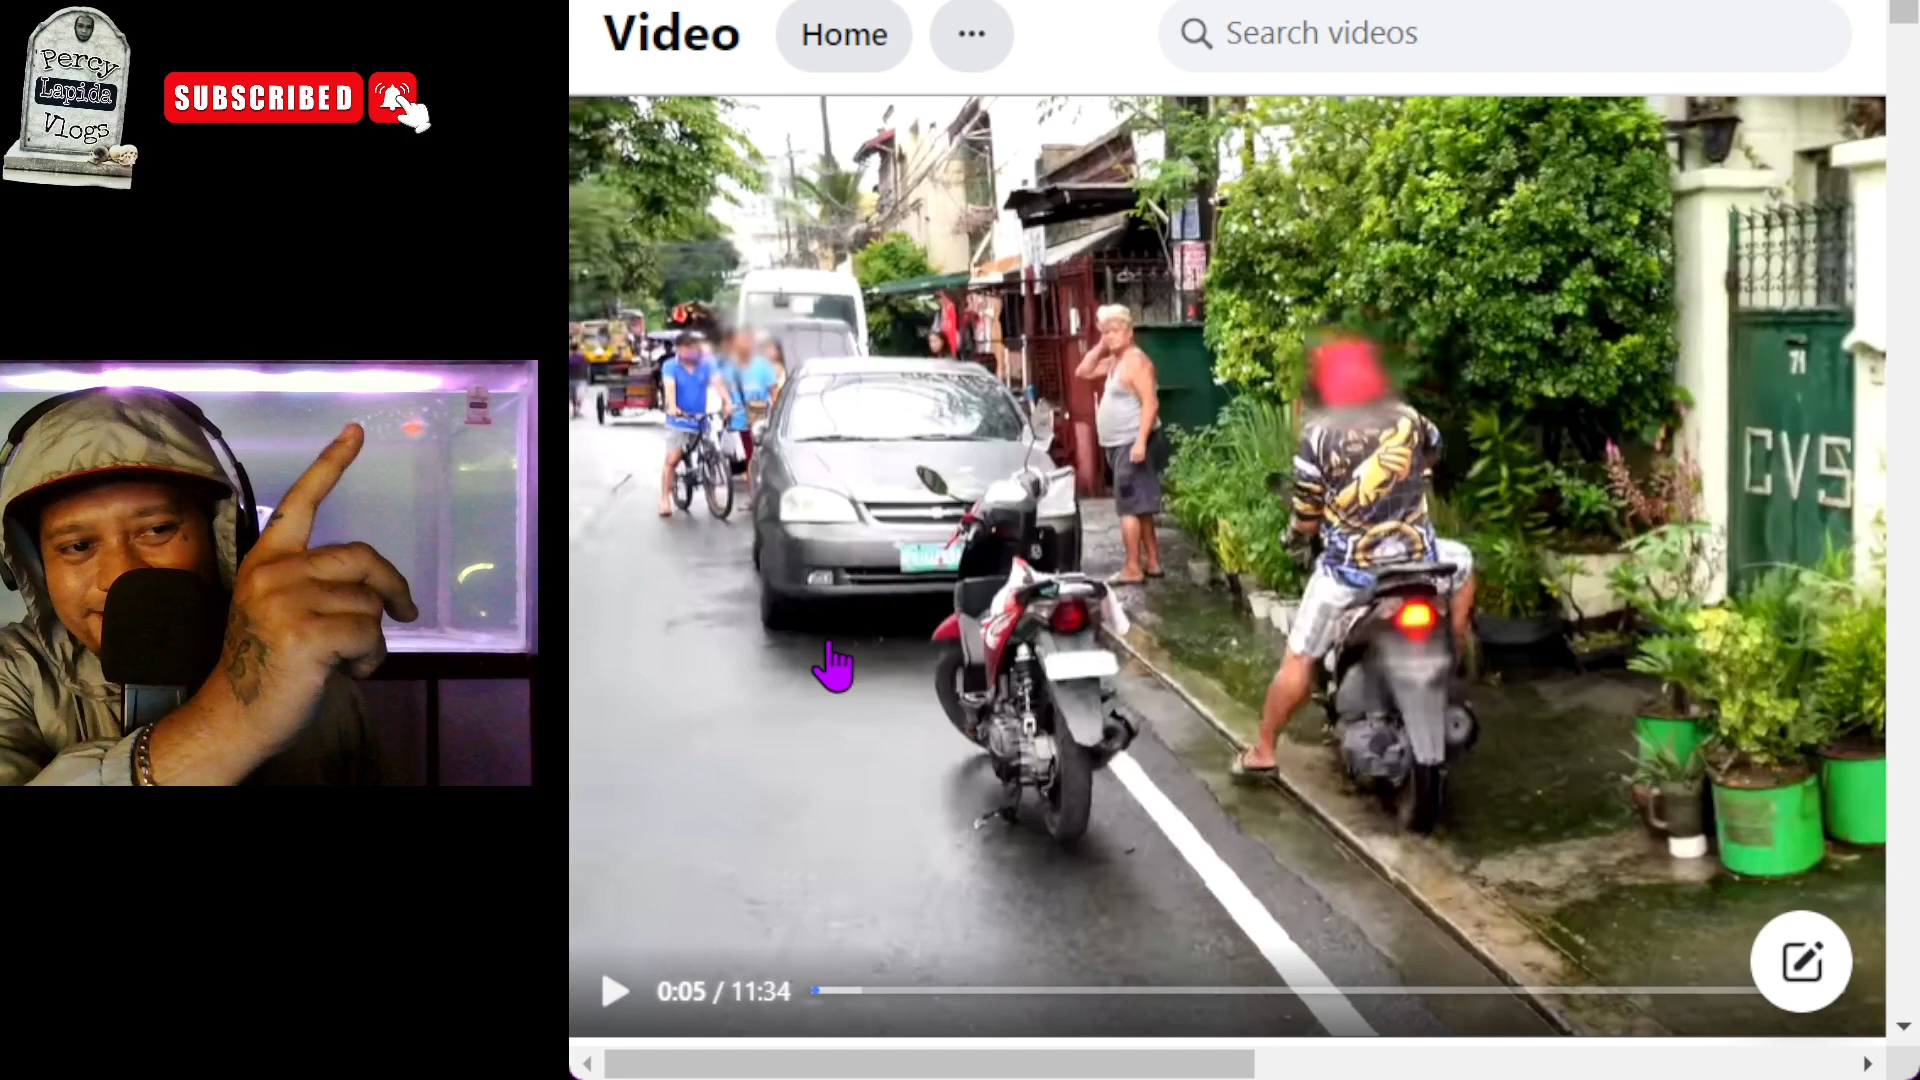 Percy
Lapida
Vlogs
SUBSCRIBED
Video
Home
Search videos
71
CVS
0:05 / 11:34